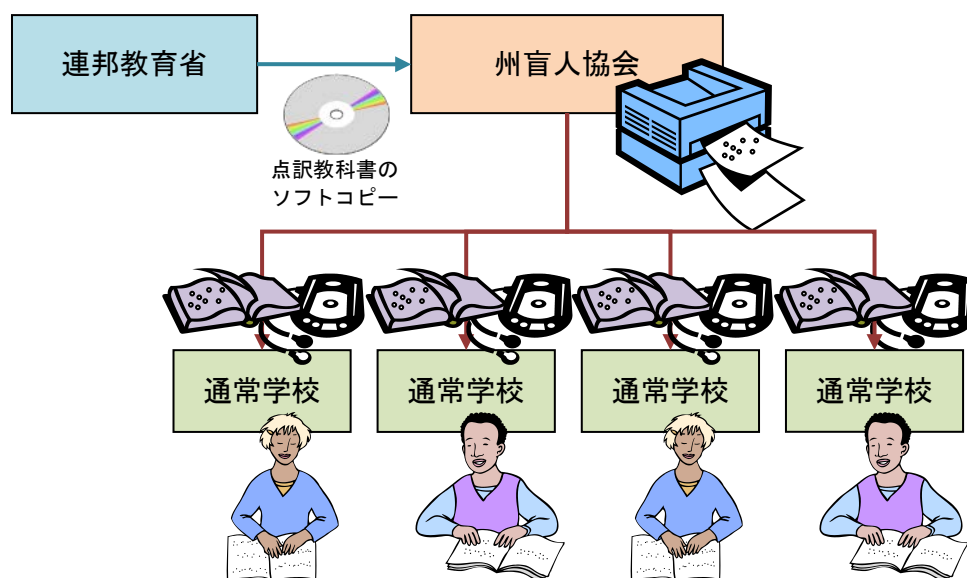 連邦教育省
州盲人協会
点訳教科書の
ソフトコピー
通常学校
通常学校
通常学校
通常学校